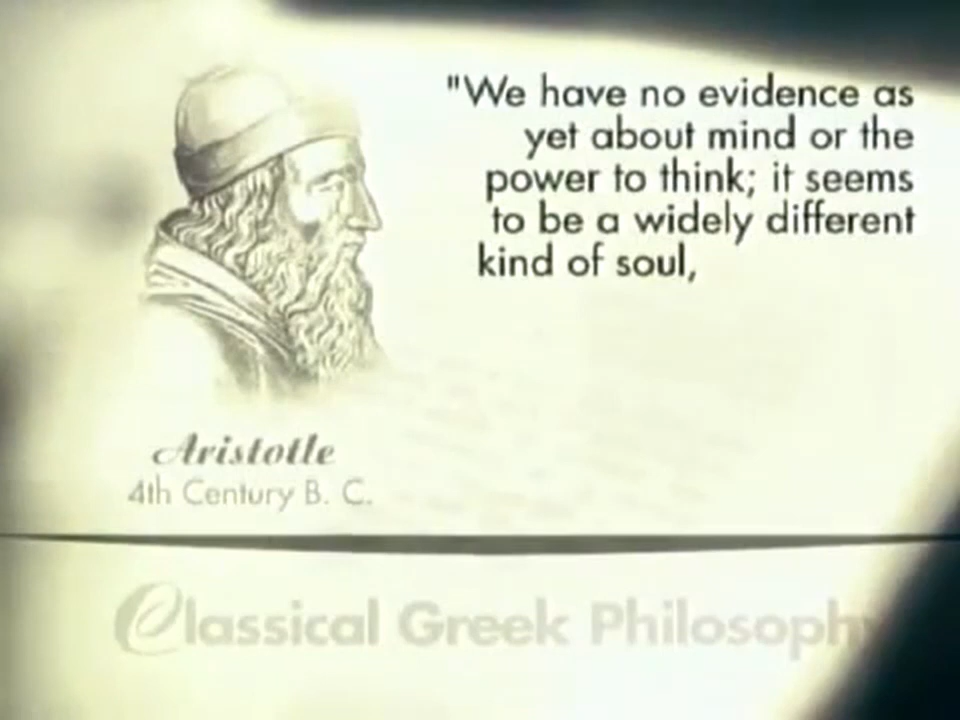 "We have no evidence as
yet about mind or the
power to think; it seems
to be a widely different
kind of soul,
Aristotle
4th Century B. C.
Classical Greek Philosophy